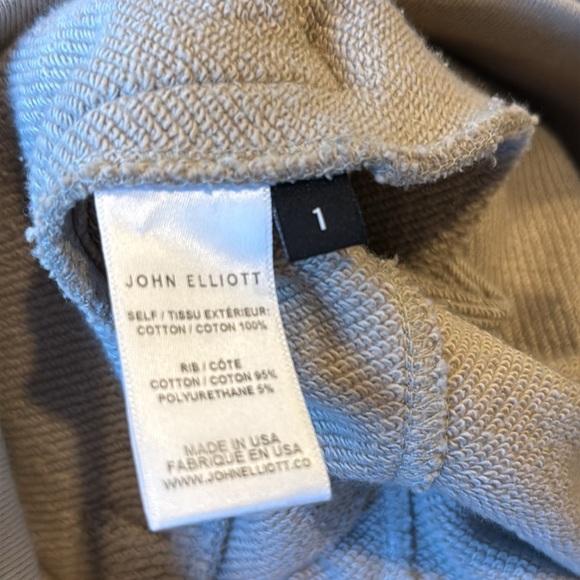 1
JOHN ELLIOTT
SELF / TISSU EXTÉRIEUR:
COTTON / COTON 100%
RIB / CÔTE
COTTON / COTON 95%
POLYURETHANE 5%
MADE IN USA
FABRIQUÉ EN USA
WWW.JOHNELLIOTT.CO